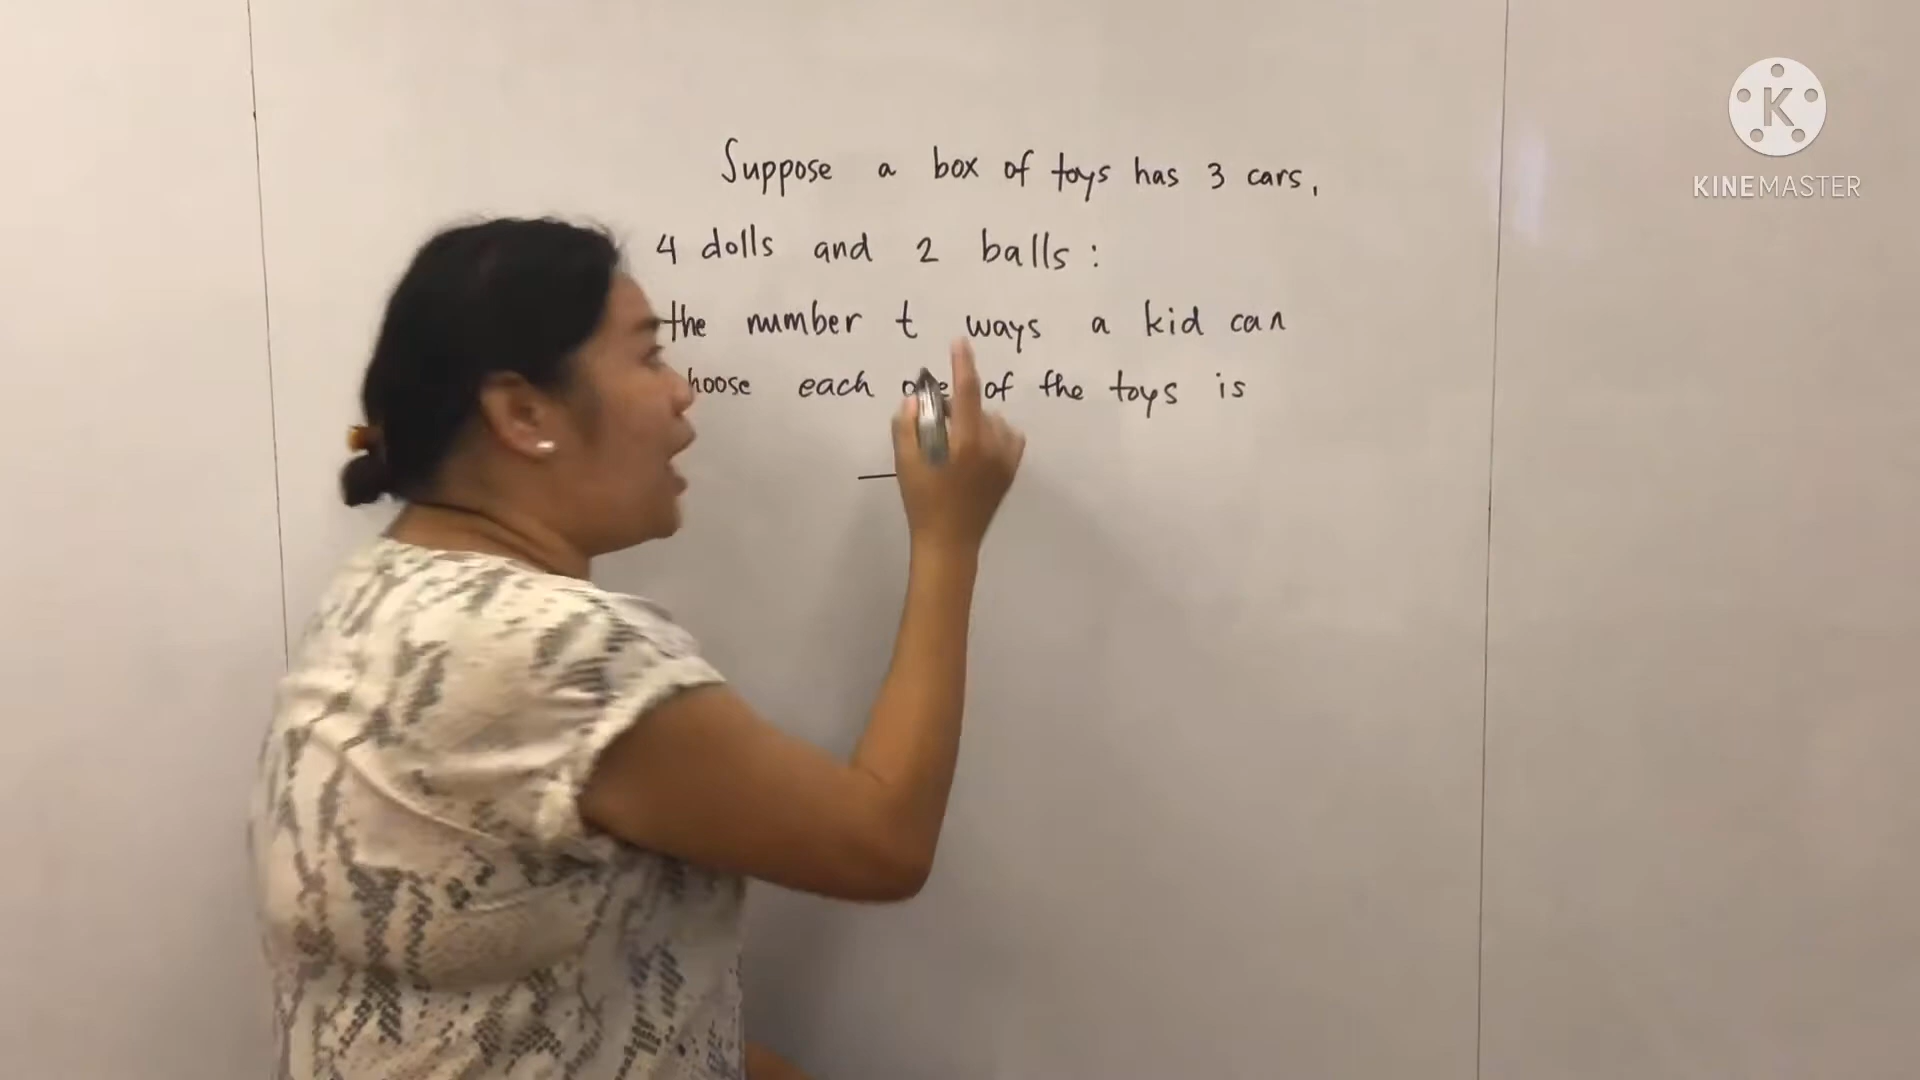 Suppose a box of toys has 3 cars,
4 dolls and 2 balls:
the number t ways a kid can
each of the toys is
K
KINEMASTER